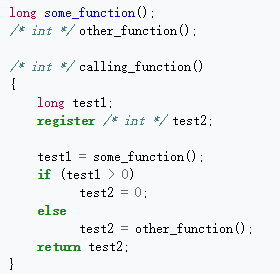 long some_function();
/* int */ other_function();

/* int */ calling_function()
{
    long test1;
    register /* int */ test2;

    test1 = some_function();
    if (test1 > 0)
        test2 = 0;
    else
        test2 = other_function();
    return test2;
}